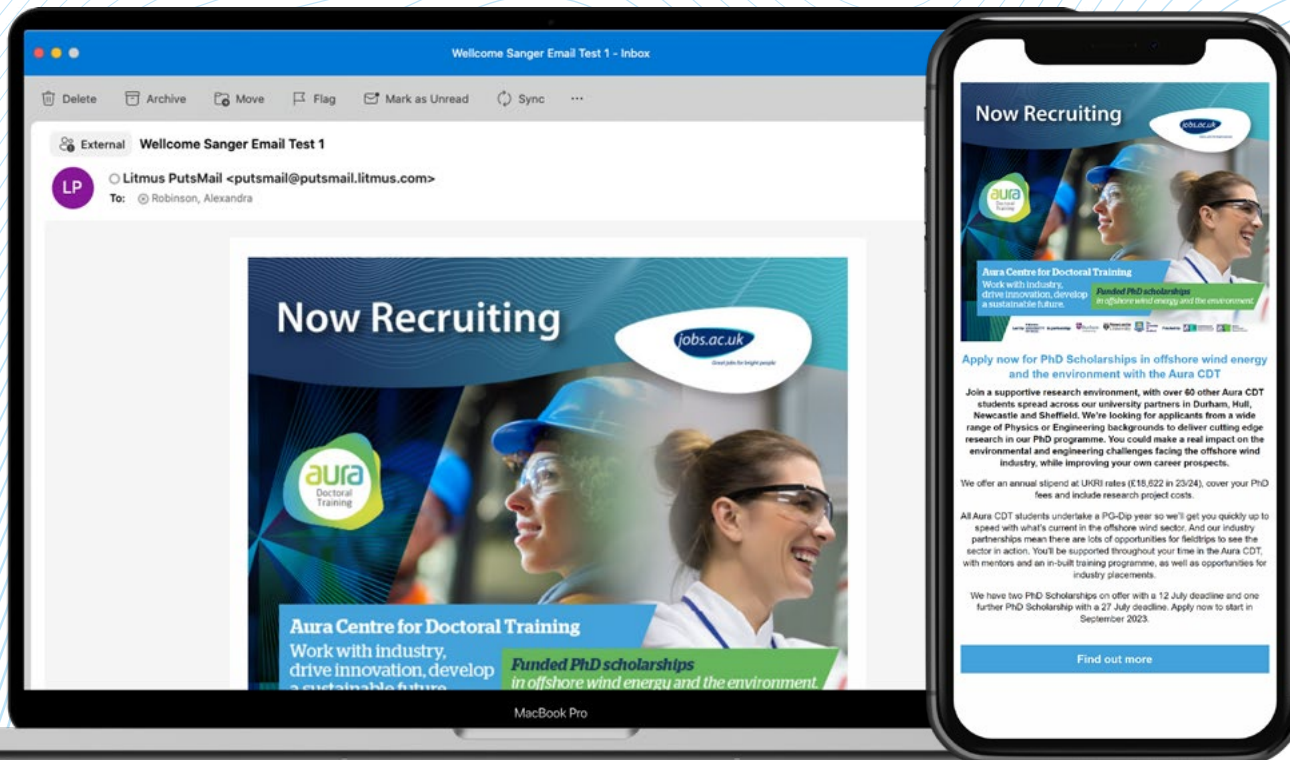 Wellcome Sanger Email Test 1 - Inbox
Delete Archive Move Flag Mark as Unread Sync ...
External Wellcome Sanger Email Test 1
LP
Litmus PutsMail <putsmail@putsmail.litmus.com>
To: Robinson, Alexandra
Now Recruiting
jobs.ac.uk
Great jobs for bright people
aura
Doctoral
Training
Aura Centre for Doctoral Training
Work with industry,
drive innovation, develop
a sustainable future
Funded PhD scholarships
in offshore wind energy and the environment.
MacBook Pro
Now Recruiting
jobs.ac.uk
aura
Doctoral
Training
Aura Centre for Doctoral Training
Work with industry,
drive innovation, develop
a sustainable future.
Funded PhD scholarships
in offshore wind energy and the environment.
Apply now for PhD Scholarships in offshore wind energy
and the environment with the Aura CDT
Join a supportive research environment, with over 60 other Aura CDT
students spread across our university partners in Durham, Hull,
Newcastle and Sheffield. We're looking for applicants from a wide
range of Physics or Engineering backgrounds to deliver cutting edge
research in our PhD programme. You could make a real impact on the
environmental and engineering challenges facing the offshore wind
industry, while improving your own career prospects.
We offer an annual stipend at UKRI rates (£18,622 in 23/24), cover your PhD
fees and include research project costs.
All Aura CDT students undertake a PG-Dip year so we'll get you quickly up to
speed with what's current in the offshore wind sector. And our industry
partnerships mean there are lots of opportunities for fieldtrips to see the
sector in action. You'll be supported throughout your time in the Aura CDT,
with mentors and an in-built training programme, as well as opportunities for
industry placements.
We have two PhD Scholarships on offer with a 12 July deadline and one
further PhD Scholarship with a 27 July deadline. Apply now to start in
September 2023.
Find out more